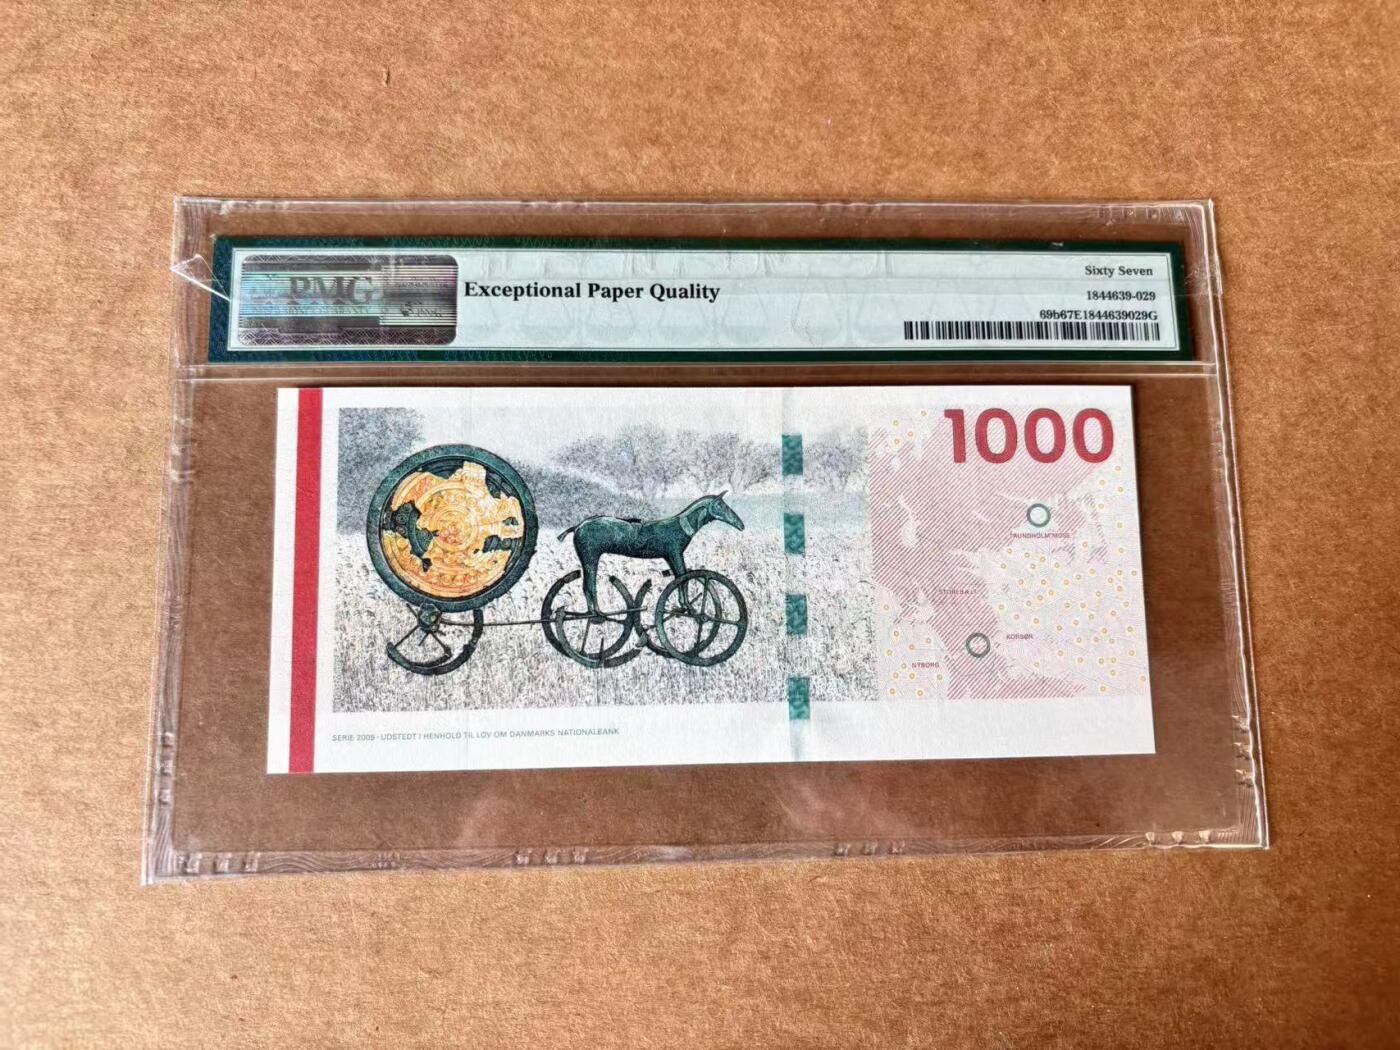 PMG
Exceptional Paper Quality
Sixty Seven
1844639-029
69b67E1844639029G
1000
TRUNDHOLM MOSE
STOREBÆLT
KORSØR
NYBORG
SERIE 2009 · UDSTEDT I HENHOLD TIL LOV OM DANMARKS NATIONALBANK